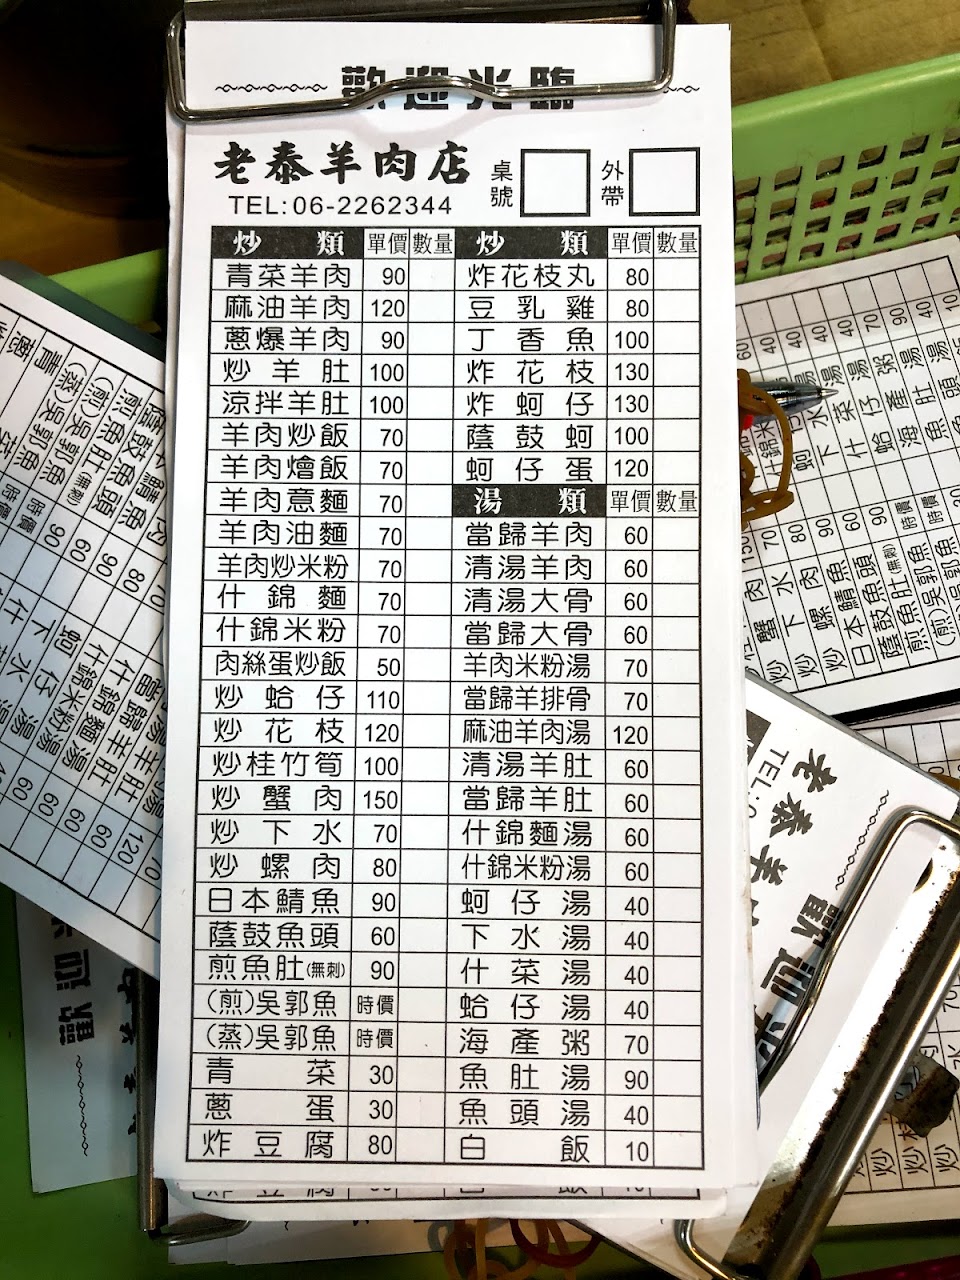 歡迎光臨
老泰羊肉店
TEL:06-2262344
桌號
外帶
炒類 單價 數量
青菜羊肉 90
麻油羊肉 120
蔥爆羊肉 90
炒羊肚 100
涼拌羊肚 100
羊肉炒飯 70
羊肉燴飯 70
羊肉意麵 70
羊肉油麵 70
羊肉炒米粉 70
什錦麵 70
什錦米粉 70
肉絲蛋炒飯 50
炒蛤仔 110
炒花枝 120
炒桂竹筍 100
炒蟹肉 150
炒下水 70
炒螺肉 80
日本鯖魚 90
蔭鼓魚頭 60
煎魚肚(無刺) 90
(煎)吳郭魚 時價
(蒸)吳郭魚 時價
青菜 30
蔥蛋 30
炸豆腐 80
炒類 單價 數量
炸花枝丸 80
豆乳雞 80
丁香魚 100
炸花枝 130
炸蚵仔 130
蔭鼓蚵 100
蚵仔蛋 120
湯類 單價 數量
當歸羊肉 60
清湯羊肉 60
清湯大骨 60
當歸大骨 60
羊肉米粉湯 70
當歸羊排骨 70
麻油羊肉湯 120
清湯羊肚 60
當歸羊肚 60
什錦麵湯 60
什錦米粉湯 60
蚵仔湯 40
下水湯 40
什菜湯 40
蛤仔湯 40
海產粥 70
魚肚湯 90
魚頭湯 40
白飯 10